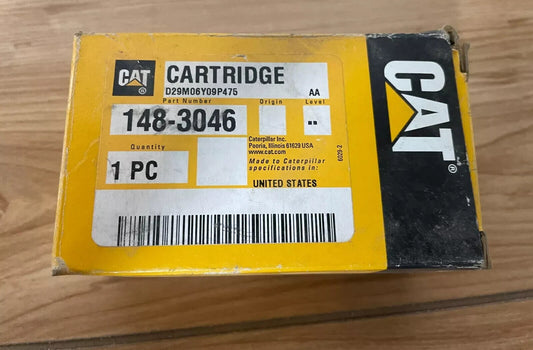 CAT
®
CARTRIDGE
D29M06Y09P475 AA
Part Number Origin Level
148-3046 --
Quantity
1 PC
Caterpillar Inc.
Peoria, Illinois 61629 USA
www.cat.com
Made to Caterpillar
specifications in:
UNITED STATES
6029-2
CAT
®